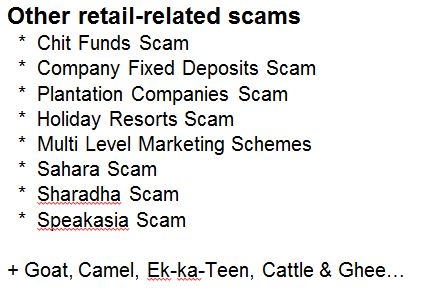 Other retail-related scams
* Chit Funds Scam
* Company Fixed Deposits Scam
* Plantation Companies Scam
* Holiday Resorts Scam
* Multi Level Marketing Schemes
* Sahara Scam
* Sharadha Scam
* Speakasia Scam
+ Goat, Camel, Ek-ka-Teen, Cattle & Ghee…